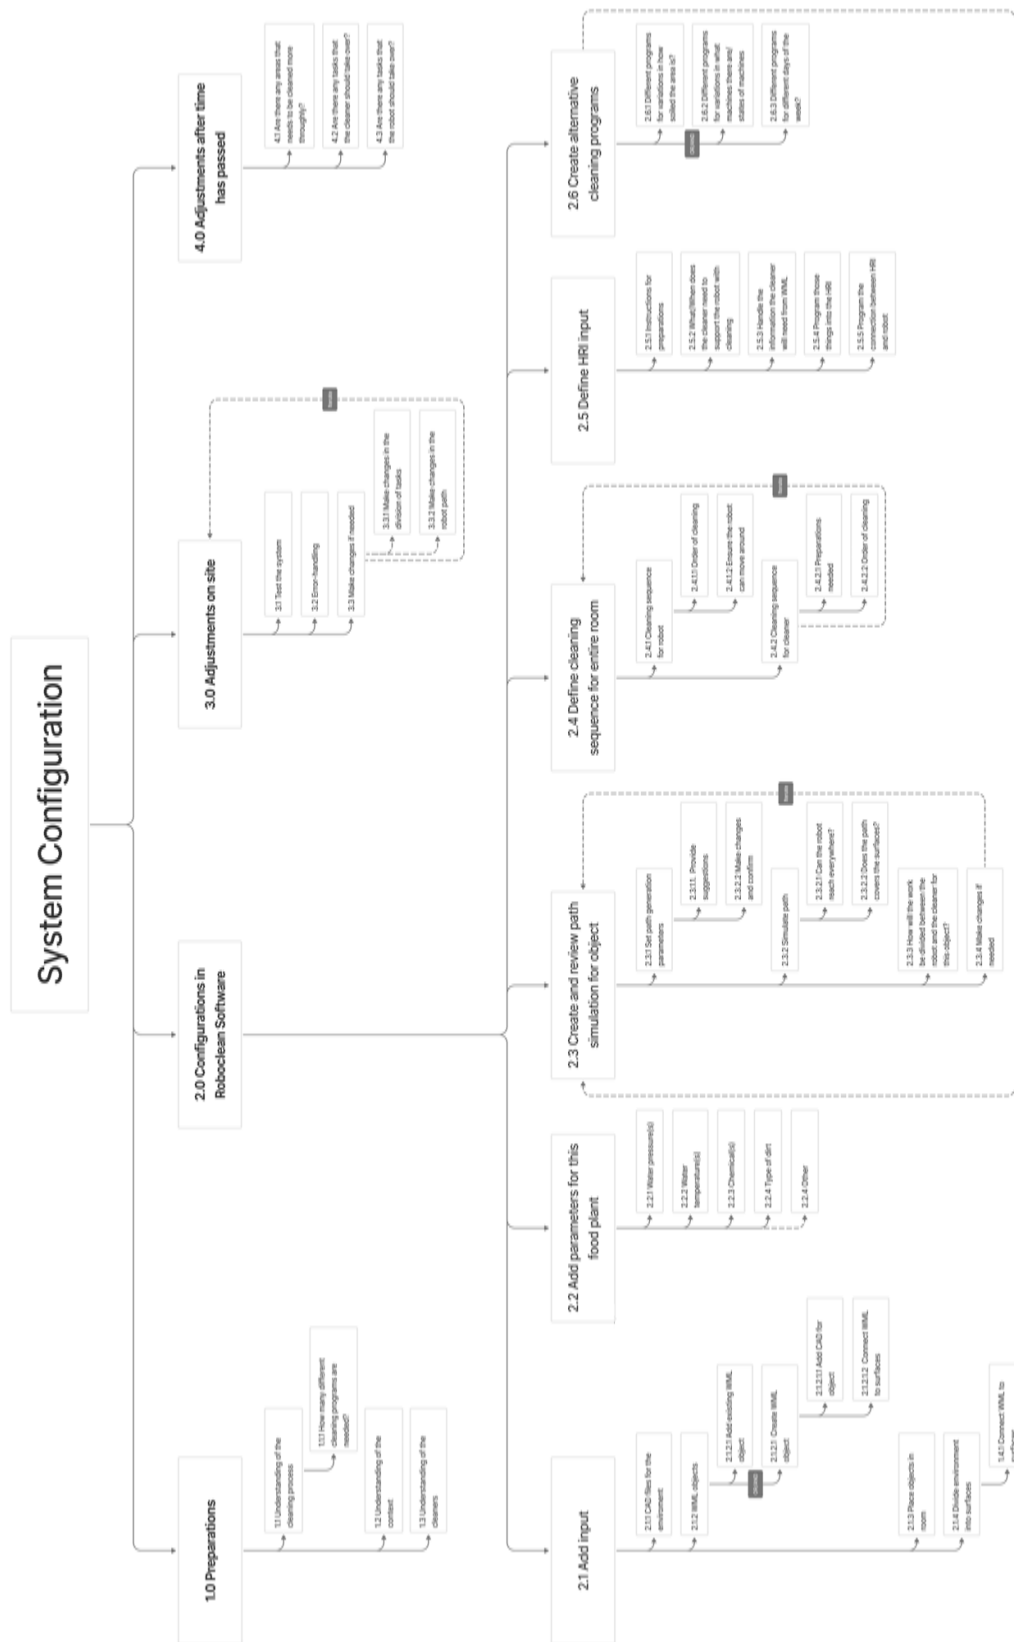 System Configuration
1.0 Preparations
1.1 Understanding of the
cleaning process
1.1.1 How many different
cleaning programs are
needed?
1.2 Understanding of the
context
1.3 Understanding of the
cleaners
2.0 Configurations in
Roboclean Software
3.0 Adjustments on site
3.1 Test the system
3.2 Error-handling
3.3 Make changes if needed
3.3.1 Make changes in the
division of tasks
3.3.2 Make changes in the
robot path
4.0 Adjustments after time
has passed
4.1 Are there any areas that
needs to be cleaned more
throughly?
4.2 Are there any tasks that
the cleaner should take over?
4.3 Are there any tasks that
the robot should take over?
2.1 Add input
2.1.1 CAD files for the
enviroment
2.1.2 WML objects
2.1.2.1 Add existing WML
object
2.1.2.1 Create WML
object
2.1.2.1.1 Add CAD for
object
2.1.2.1.2 Connect WML
to surfaces
2.1.3 Place objects in
room
2.1.4 Divide environment
into surfaces
1.4.1 Connect WML to
2.2 Add parameters for this
food plant
2.2.1 Water pressure(s)
2.2.2 Water
temperature(s)
2.2.3 Chemical(s)
2.2.4 Type of dirt
2.2.4 Other
2.3 Create and review path
simulation for object
2.3.1 Set path generation
parameters
2.3.1.1. Provide
suggestions
2.3.2.2 Make changes
and confirm
2.3.2 Simulate path
2.3.2.1 Can the robot
reach everywhere?
2.3.2.2 Does the path
covers the surfaces?
2.3.3 How will the work
be divided between the
robot and the cleaner for
this object?
2.3.4 Make changes if
needed
2.4 Define cleaning
sequence for entire room
2.4.1 Cleaning sequence
for robot
2.4.1.1 Order of cleaning
2.4.1.2 Ensure the robot
can move around
2.4.2 Cleaning sequence
for cleaner
2.4.2.1 Preparations
needed
2.4.2.2 Order of cleaning
2.5 Define HRI input
2.5.1 Instructions for
preparations
2.5.2 What/When does
the cleaner need to
support the robot with
cleaning
2.5.3 Handle the
information the cleaner
will need from WML
2.5.4 Program those
things into the HRI
2.5.5 Program the
connection between HRI
and robot
2.6 Create alternative
cleaning programs
2.6.1 Different programs
for variations in how
soiled the area is?
2.6.2 Different programs
for variations in what
machines there are/
states of machines
2.6.3 Different programs
for different days of the
week?